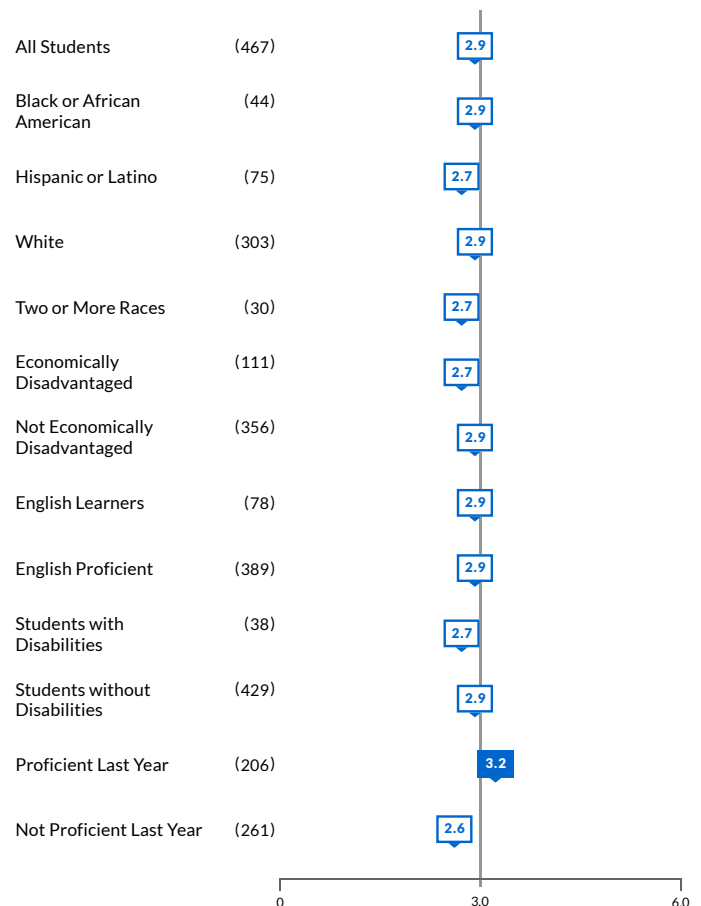 All Students (467) 2.9
Black or African (44) 2.9
American
Hispanic or Latino (75) 2.7
White (303) 2.9
Two or More Races (30) 2.7
Economically (111) 2.7
Disadvantaged
Not Economically (356) 2.9
Disadvantaged
English Learners (78) 2.9
English Proficient (389) 2.9
Students with (38) 2.7
Disabilities
Students without (429) 2.9
Disabilities
Proficient Last Year (206) 3.2
Not Proficient Last Year (261) 2.6
0 3.0 6.0